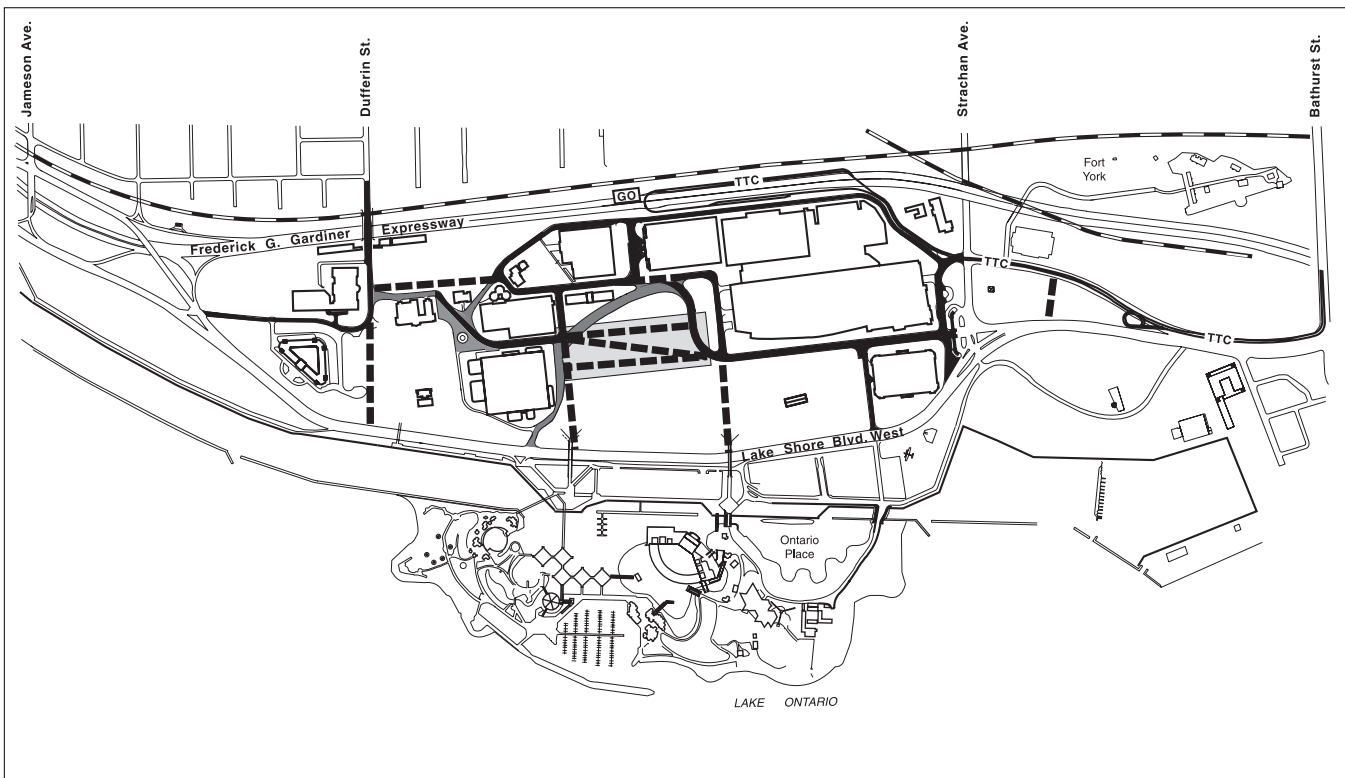 Jameson Ave.
Dufferin St.
Strachan Ave.
Bathurst St.
Fort
York
GO
TTC
Frederick G. Gardiner Expressway
TTC
TTC
Lake Shore Blvd. West
Ontario
Place
LAKE ONTARIO